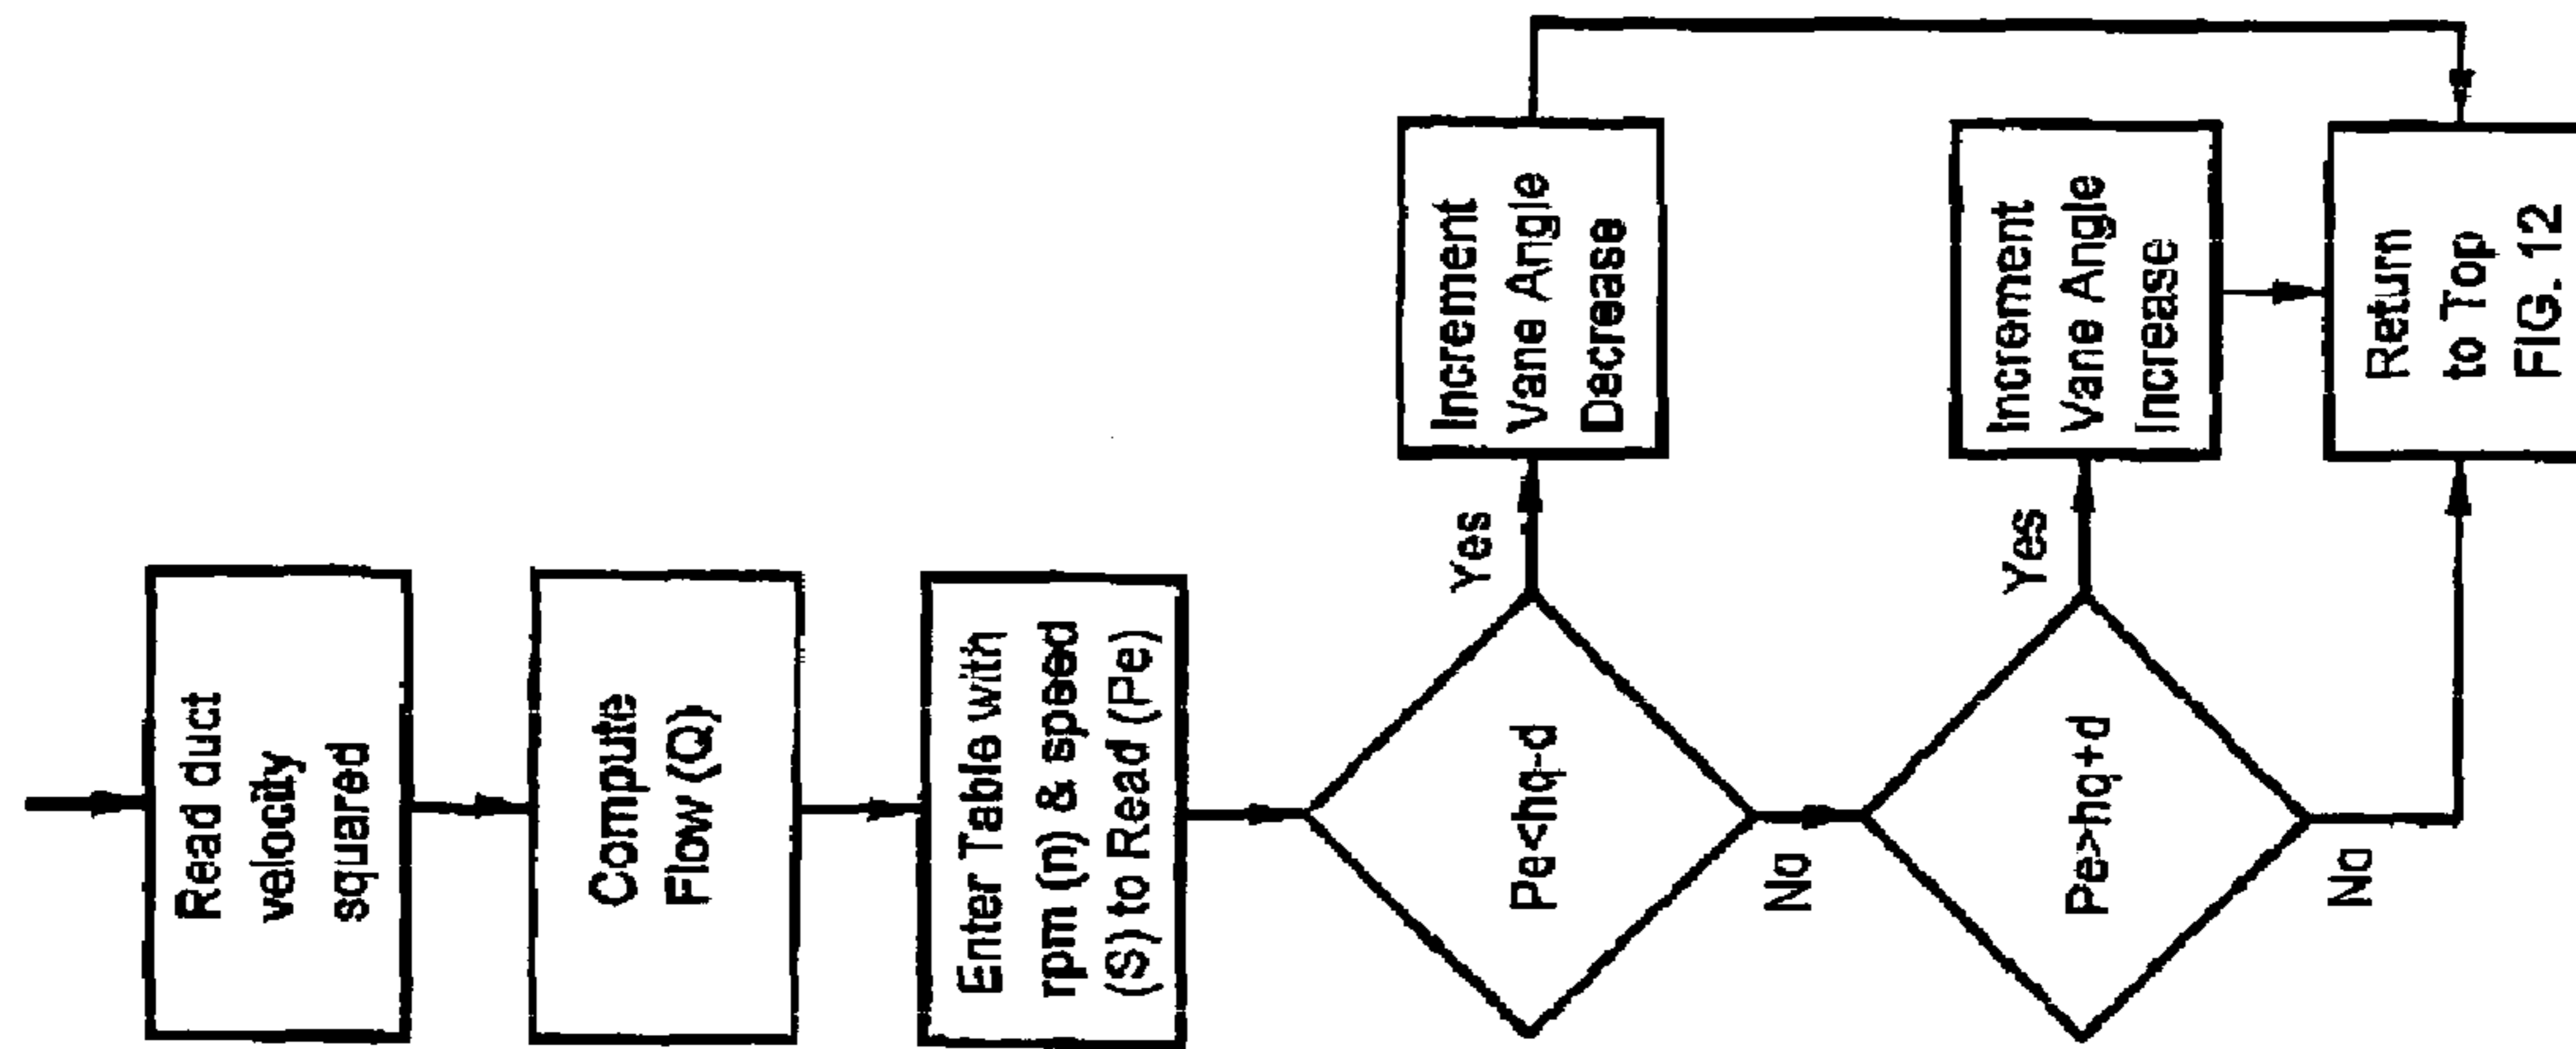 Read duct
velocity
squared
Compute
Flow (Q)
Enter Table with
rpm (n) & speed
(S) to Read (Pe)
Pe<hq-d
Yes
Increment
Vane Angle
Decrease
No
Pe>hq+d
Yes
Increment
Vane Angle
Increase
No
Return
to Top
FIG. 12